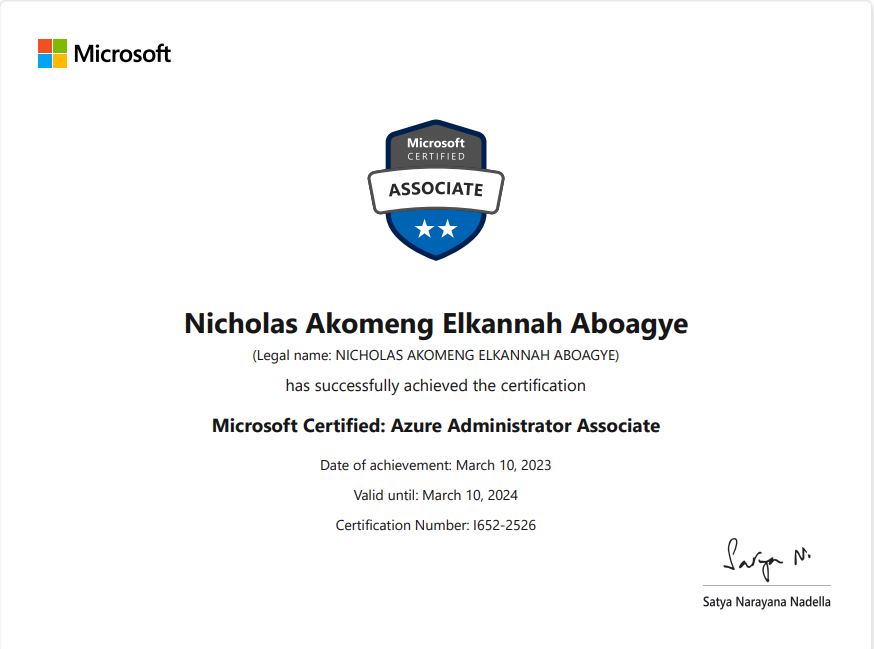 Microsoft
Microsoft
CERTIFIED
ASSOCIATE
Nicholas Akomeng Elkannah Aboagye
(Legal name: NICHOLAS AKOMENG ELKANNAH ABOAGYE)
has successfully achieved the certification
Microsoft Certified: Azure Administrator Associate
Date of achievement: March 10, 2023
Valid until: March 10, 2024
Certification Number: I652-2526
Satya N.
Satya Narayana Nadella